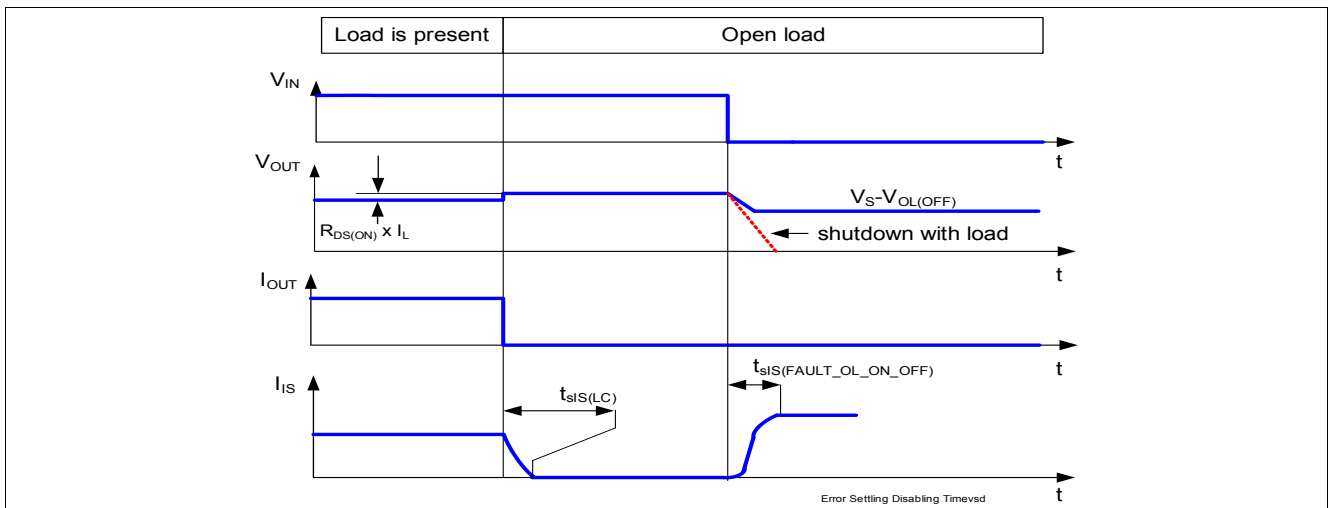 Load is present
Open load
VIN
t
VOUT
RDS(ON) x IL
VS-VOL(OFF)
shutdown with load
t
IOUT
t
IIS
tsIS(LC)
tsIS(FAULT_OL_ON_OFF)
t
Error Settling Disabling Timevsd